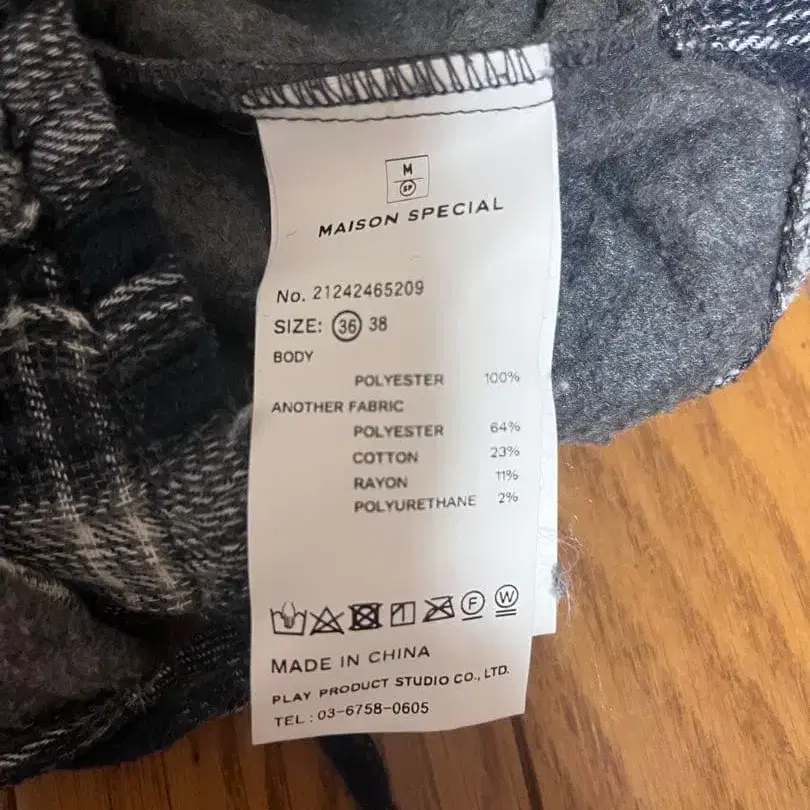 M
SP
MAISON SPECIAL
No. 21242465209
SIZE: 36 38
BODY
POLYESTER 100%
ANOTHER FABRIC
POLYESTER 64%
COTTON 23%
RAYON 11%
POLYURETHANE 2%
F W
MADE IN CHINA
PLAY PRODUCT STUDIO CO., LTD.
TEL : 03-6758-0605